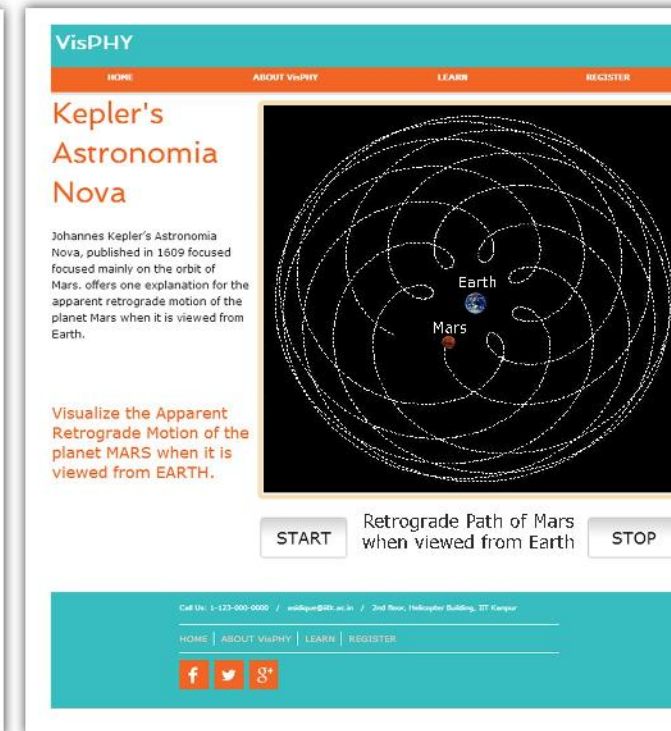 VisPHY
HOME ABOUT VisPHY LEARN REGISTER
Kepler's
Astronomia
Nova
Johannes Kepler's Astronomia
Nova, published in 1609 focused
focused mainly on the orbit of
Mars. offers one explanation for the
apparent retrograde motion of the
planet Mars when it is viewed from
Earth.
Visualize the Apparent
Retrograde Motion of the
planet MARS when it is
viewed from EARTH.
Earth
Mars
START
Retrograde Path of Mars
when viewed from Earth
STOP
Call Us: 1-123-000-0000 / / 2nd floor, Helicopter Building, IIT Kanpur
HOME | ABOUT VisPHY | LEARN | REGISTER
f g+